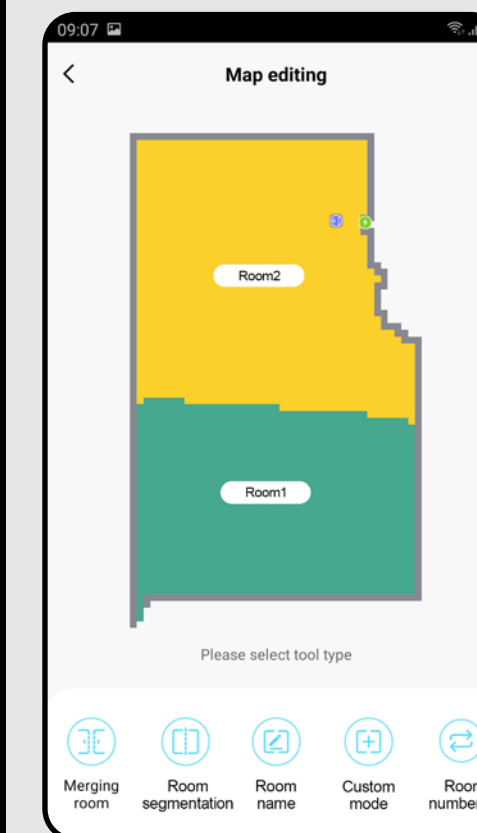 09:07
Map editing
Room2
Room1
Please select tool type
Merging
room
Room
segmentation
Room
name
Custom
mode